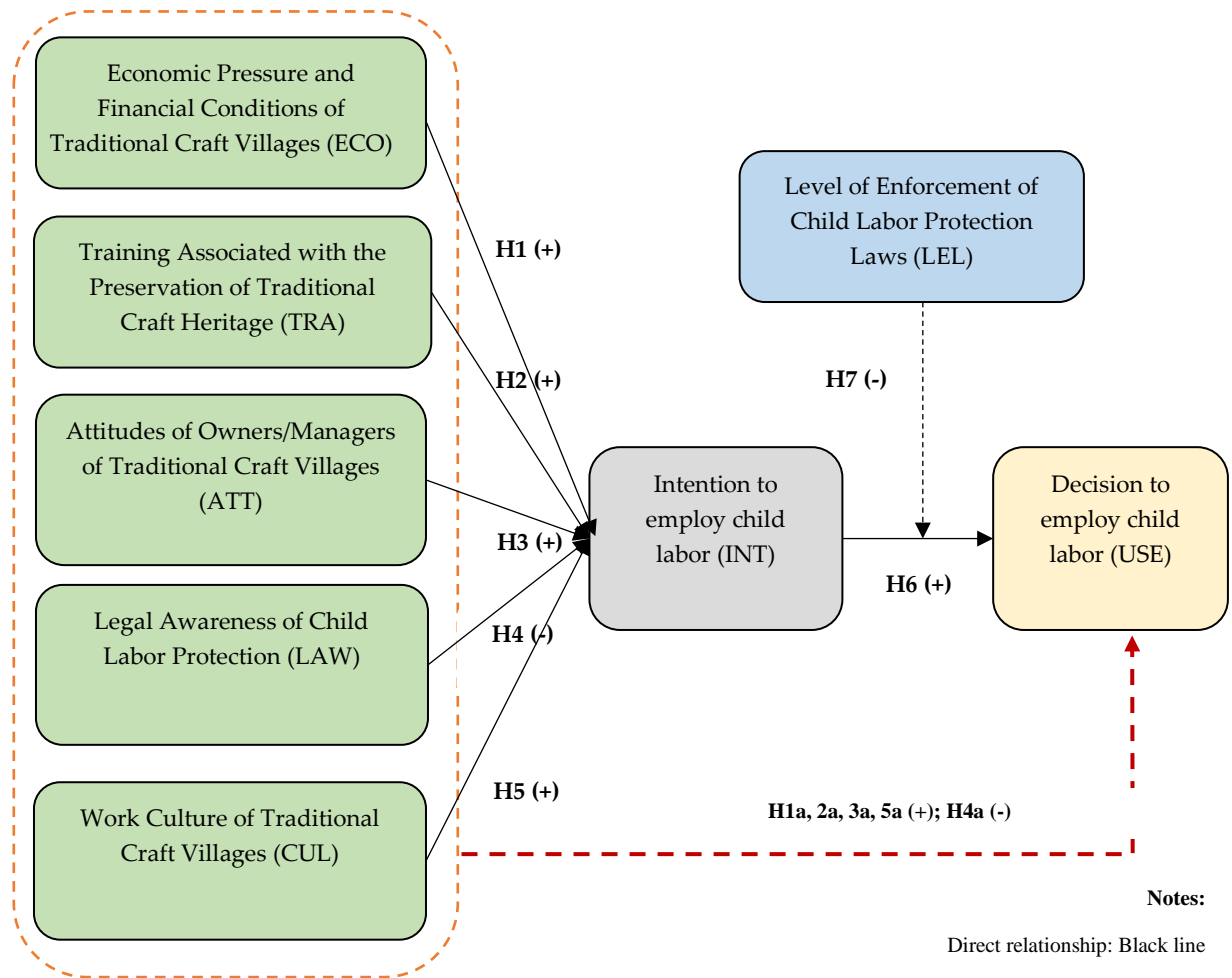 Economic Pressure and
Financial Conditions of
Traditional Craft Villages (ECO)
Training Associated with the
Preservation of Traditional
Craft Heritage (TRA)
Attitudes of Owners/Managers
of Traditional Craft Villages
(ATT)
Legal Awareness of Child
Labor Protection (LAW)
Work Culture of Traditional
Craft Villages (CUL)
H1 (+)
H2 (+)
H3 (+)
H4 (-)
H5 (+)
Intention to
employ child
labor (INT)
Level of Enforcement of
Child Labor Protection
Laws (LEL)
H7 (-)
H6 (+)
Decision to
employ child
labor (USE)
H1a, 2a, 3a, 5a (+); H4a (-)
Notes:
Direct relationship: Black line